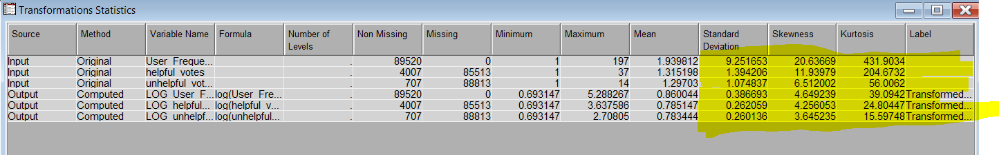 Transformations Statistics
Source Method Variable Name Formula Number of Levels Non Missing Missing Minimum Maximum Mean Standard Deviation Skewness Kurtosis Label
Input Original User_Freque... . 89520 0 1 197 1.939812 9.251653 20.63669 431.9034
Input Original helpful_votes . 4007 85513 1 37 1.315198 1.394206 11.93979 204.6732
Input Original unhelpful_vot... . 707 88813 1 14 1.29703 1.074837 6.512002 56.0062
Output Computed LOG_User_F... log(User_Fre... . 89520 0 0.693147 5.288267 0.860044 0.386693 4.649239 39.0942 Transformed...
Output Computed LOG_helpful... log(helpful_v... . 4007 85513 0.693147 3.637586 0.785147 0.262059 4.256053 24.80447 Transformed...
Output Computed LOG_unhelpf... log(unhelpful... . 707 88813 0.693147 2.70805 0.783444 0.260136 3.645235 15.59748 Transformed...